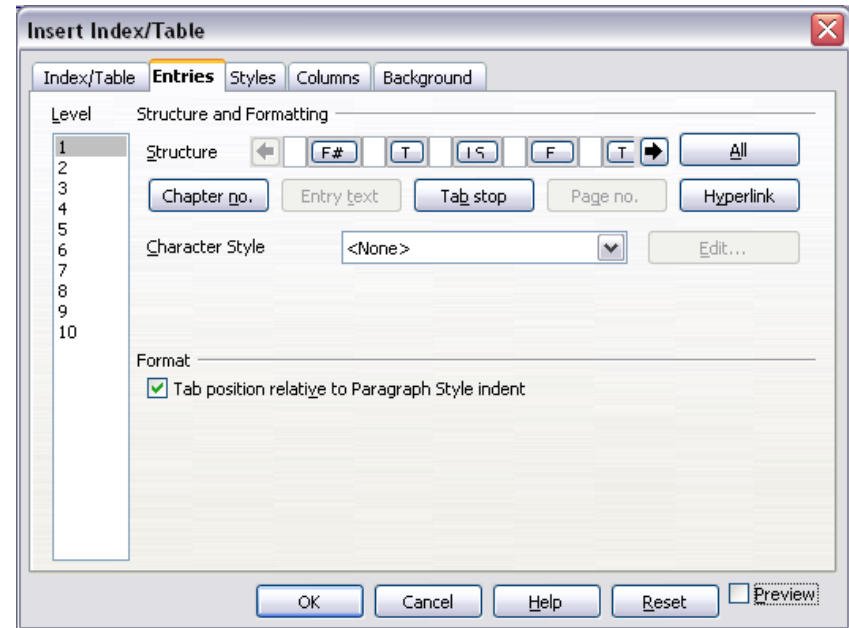 Insert Index/Table
Index/Table Entries Styles Columns Background
Level Structure and Formatting
1
2
3
4
5
6
7
8
9
10
Structure F# T F T All
Chapter no. Entry text Tab stop Page no. Hyperlink
Character Style <None> Edit...
Format
Tab position relative to Paragraph Style indent
OK Cancel Help Reset Preview